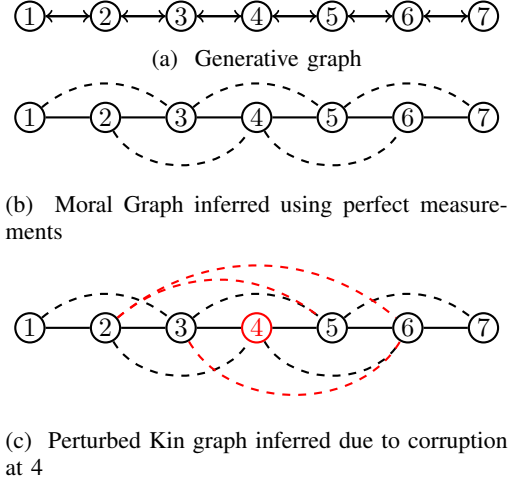 1 2 3 4 5 6 7
(a) Generative graph
1 2 3 4 5 6 7
(b) Moral Graph inferred using perfect measure-
ments
1 2 3 4 5 6 7
(c) Perturbed Kin graph inferred due to corruption
at 4